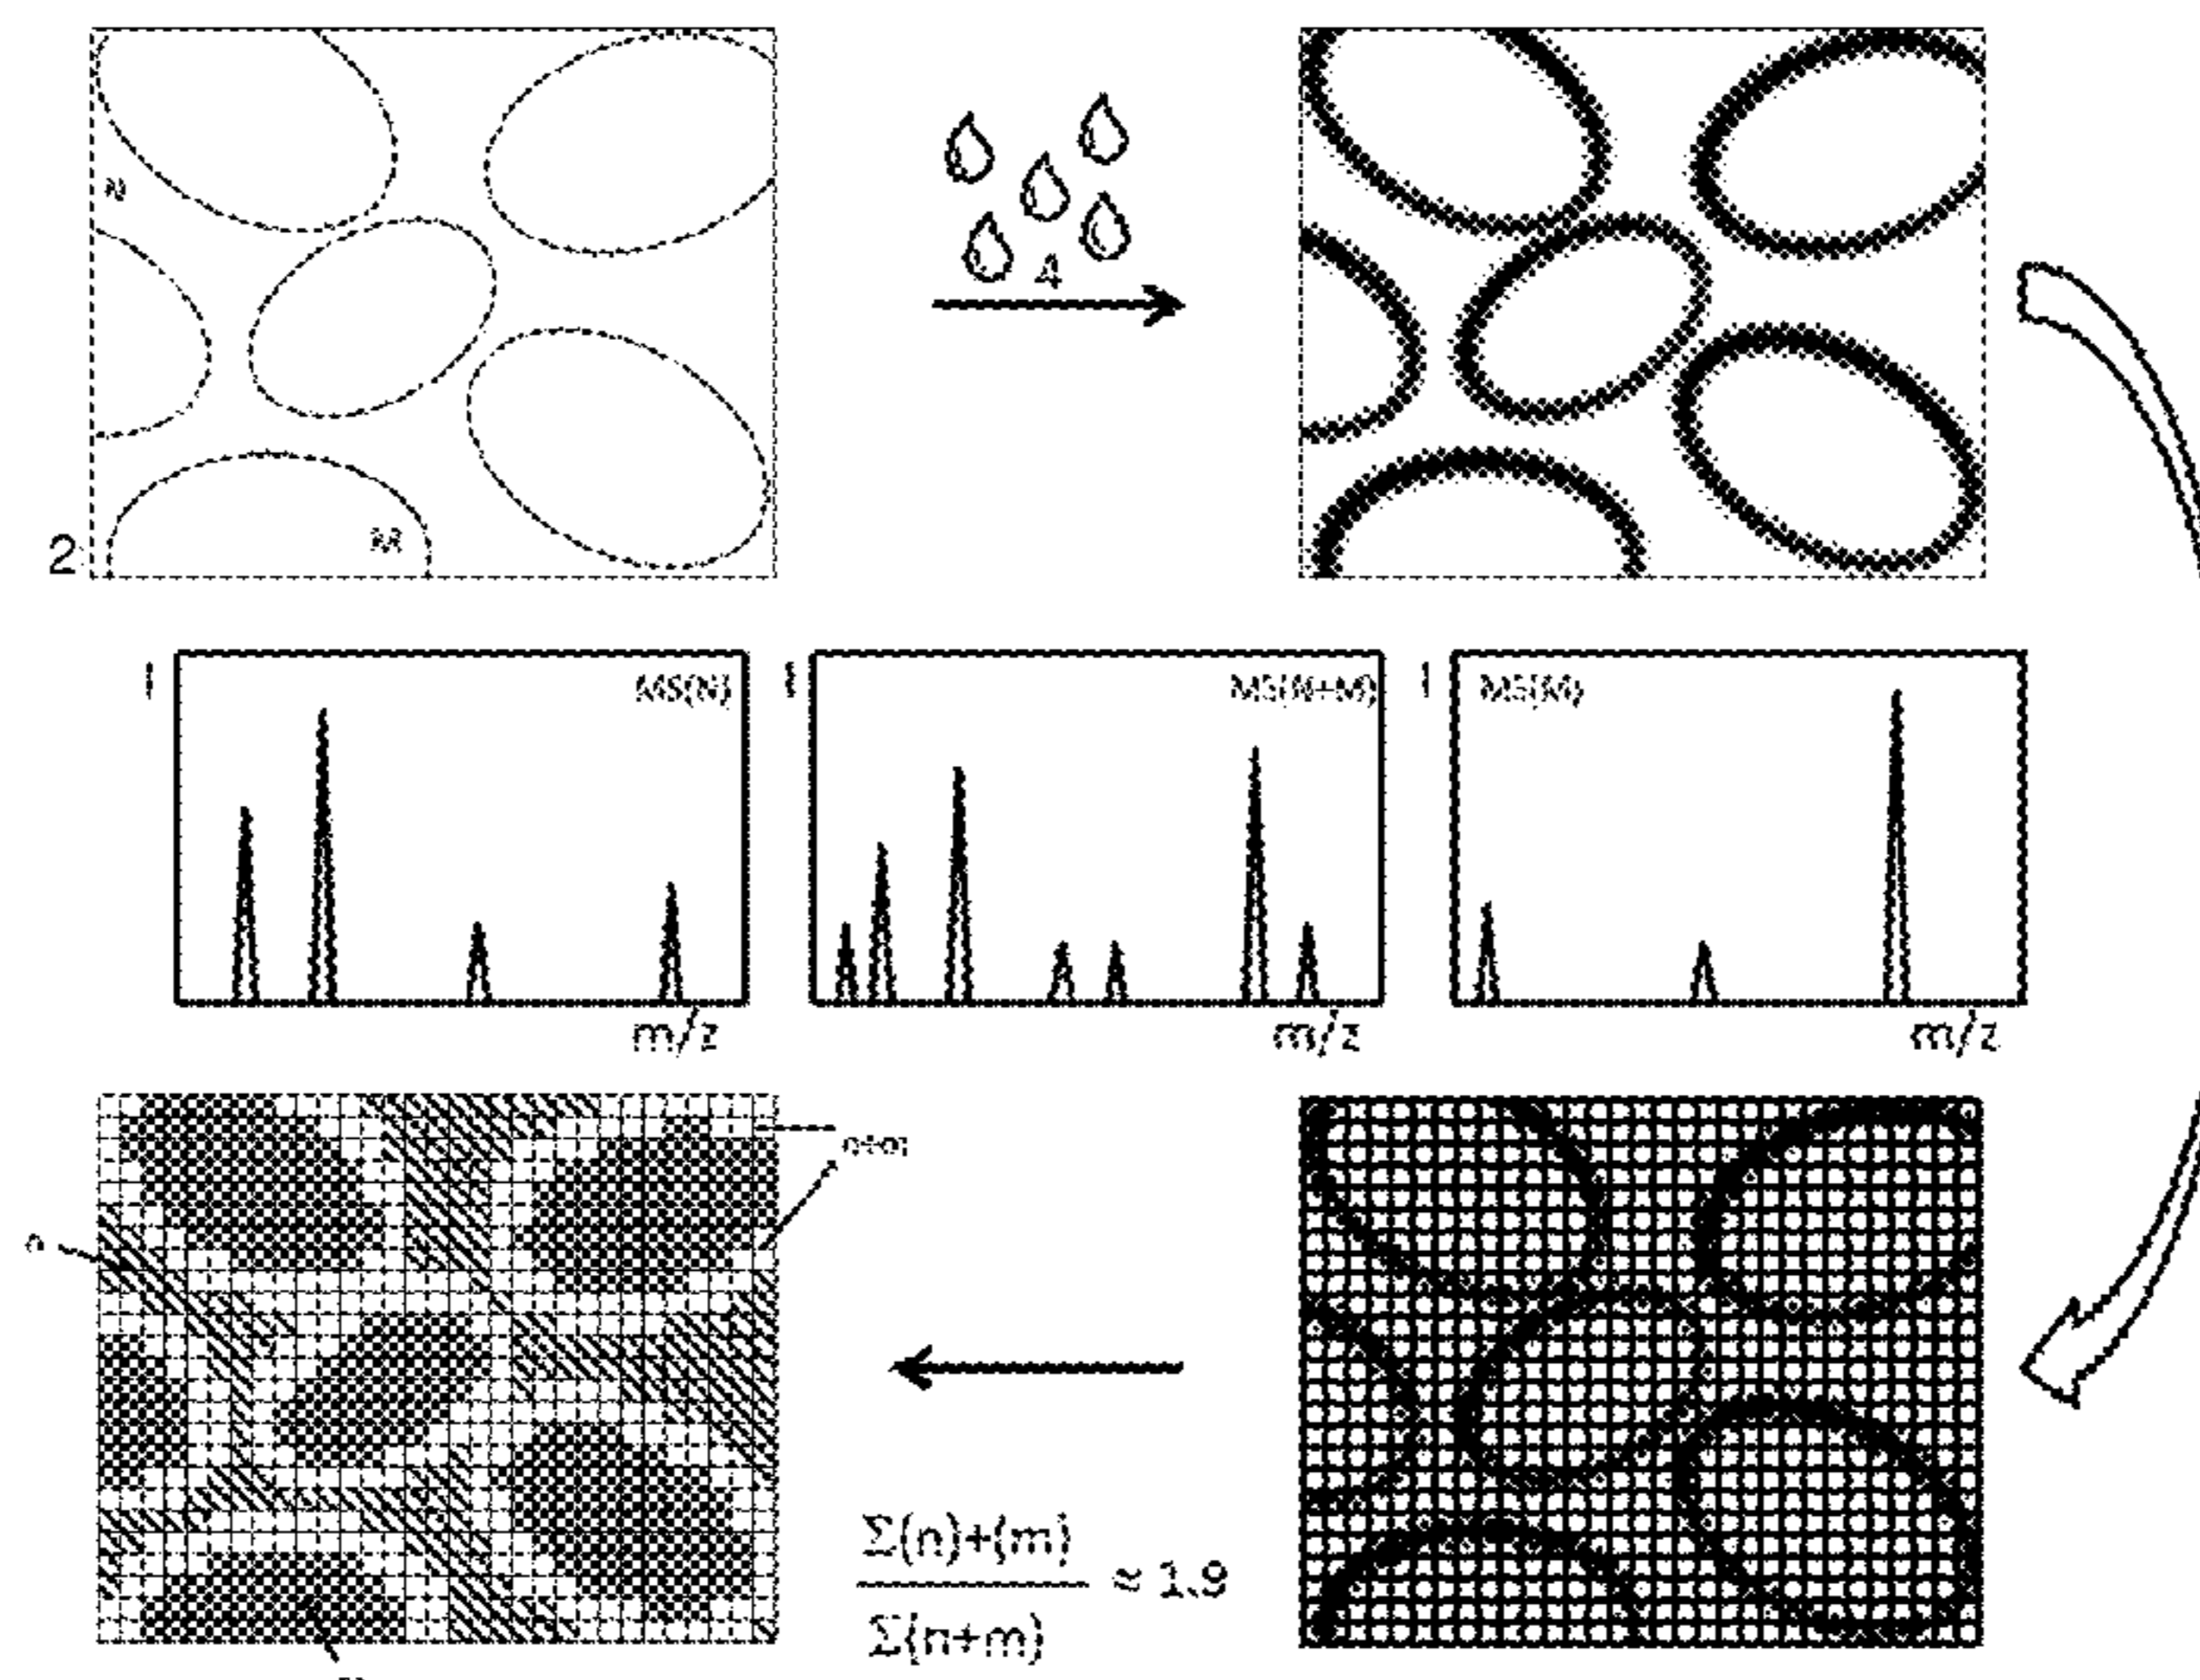 N
4
M
2
I MS(N)
I MS(N+M)
I MS(M)
m/z
m/z
m/z
n+m
n
Σ(n)+(m)
≈ 1.9
Σ(n+m)